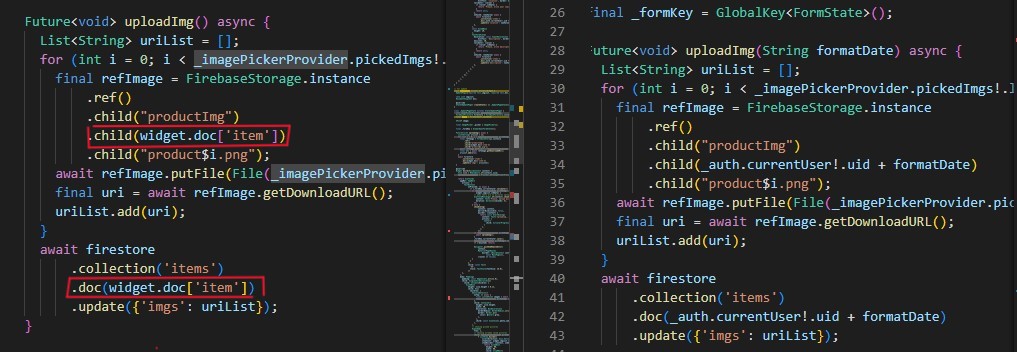 Future<void> uploadImg() async {
List<String> uriList = [];
for (int i = 0; i < _imagePickerProvider.pickedImgs!.
final refImage = FirebaseStorage.instance
.ref()
.child("productImg")
.child(widget.doc['item'])
.child("product$i.png");
await refImage.putFile(File(_imagePickerProvider.pi
final uri = await refImage.getDownloadURL();
uriList.add(uri);
}
await firestore
.collection('items')
.doc(widget.doc['item'])
.update({'imgs': uriList});
}
26 inal _formKey = GlobalKey<FormState>();
27
28 uture<void> uploadImg(String formatDate) async {
29 List<String> uriList = [];
30 for (int i = 0; i < _imagePickerProvider.pickedImgs!.l
31 final refImage = FirebaseStorage.instance
32 .ref()
33 .child("productImg")
34 .child(_auth.currentUser!.uid + formatDate)
35 .child("product$i.png");
36 await refImage.putFile(File(_imagePickerProvider.pic
37 final uri = await refImage.getDownloadURL();
38 uriList.add(uri);
39 }
40 await firestore
41 .collection('items')
42 .doc(_auth.currentUser!.uid + formatDate)
43 .update({'imgs': uriList});